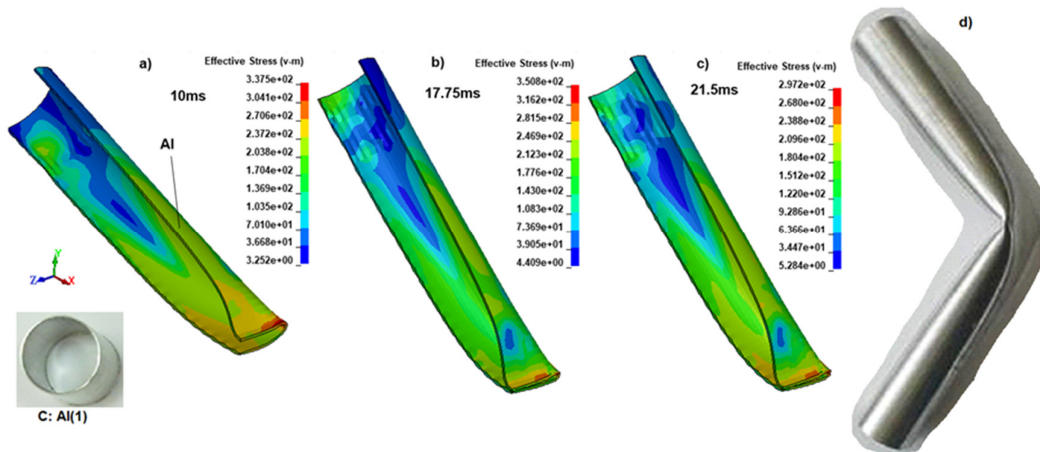 a)
Effective Stress (v-m)
10ms
3.375e+02
3.041e+02
2.706e+02
2.372e+02
2.038e+02
1.704e+02
1.369e+02
1.035e+02
7.010e+01
3.668e+01
3.252e+00
Al
Y
Z
X
C: Al(1)
b)
Effective Stress (v-m)
17.75ms
3.508e+02
3.162e+02
2.815e+02
2.469e+02
2.123e+02
1.776e+02
1.430e+02
1.083e+02
7.369e+01
3.905e+01
4.409e+00
c)
Effective Stress (v-m)
21.5ms
2.972e+02
2.680e+02
2.388e+02
2.096e+02
1.804e+02
1.512e+02
1.220e+02
9.286e+01
6.366e+01
3.447e+01
5.284e+00
d)